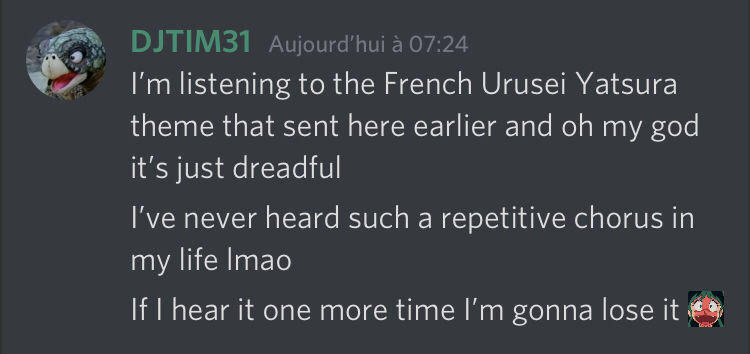 DJTIM31 Aujourd'hui à 07:24
I'm listening to the French Urusei Yatsura
theme that sent here earlier and oh my god
it's just dreadful
I've never heard such a repetitive chorus in
my life lmao
If I hear it one more time I'm gonna lose it